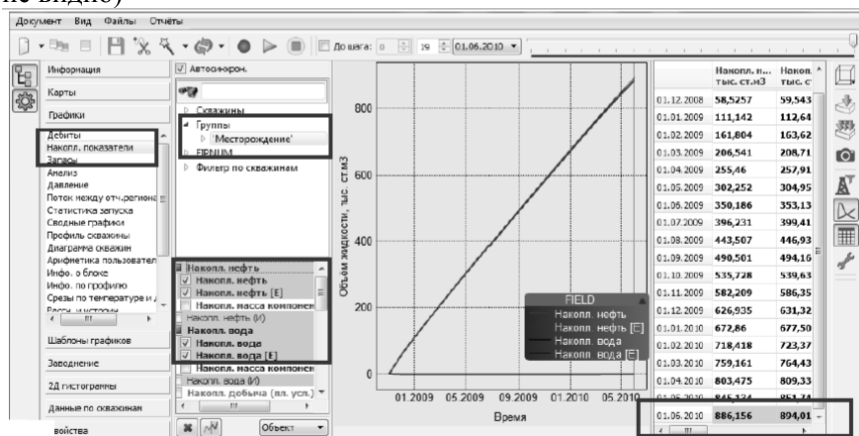 не видно)
Документ Вид Файлы Отчёты
До шага: 0 19 01.06.2010
Информация
Карты
Графики
Дебиты
Накопл. показатели
Запасы
Анализ
Давление
Поток между отч.региона
Статистика запуска
Сводные графики
Профиль скважины
Диаграмма скважин
Арифметика пользовател
Инфо. о блоке
Инфо. по профилю
Срезы по температуре и
Шаблоны графиков
Заводнение
2Д гистограммы
Данные по скважинам
войства
Автосинхрон.
Скважины
Группы
'Месторождение'
FIPNUM
Фильтр по скважинам
Накопл. нефть
Накопл. нефть
Накопл. нефть [E]
Накопл. масса компонен
Накопл. нефть (И)
Накопл. вода
Накопл. вода
Накопл. вода [E]
Накопл. масса компонен
Накопл. вода (И)
Накопл. добыча (пл. усл.)
Объект
Объём жидкости, тыс. ст.м3
800
600
400
200
0
01.2009 05.2009 09.2009 01.2010 05.2010
Время
FIELD
Накопл. нефть
Накопл. нефть [E]
Накопл. вода
Накопл. вода [E]
Накопл. н... Накоп.
тыс. ст.м3 тыс. с
01.12.2008 58,5257 59,543
01.01.2009 111,142 112,64
01.02.2009 161,804 163,62
01.03.2009 206,541 208,71
01.04.2009 255,46 257,91
01.05.2009 302,252 304,95
01.06.2009 350,186 353,13
01.07.2009 396,231 399,41
01.08.2009 443,507 446,93
01.09.2009 490,501 494,16
01.10.2009 535,728 539,63
01.11.2009 582,209 586,35
01.12.2009 626,935 631,32
01.01.2010 672,86 677,50
01.02.2010 718,418 723,37
01.03.2010 759,161 764,43
01.04.2010 803,475 809,33
01.06.2010 886,156 894,01